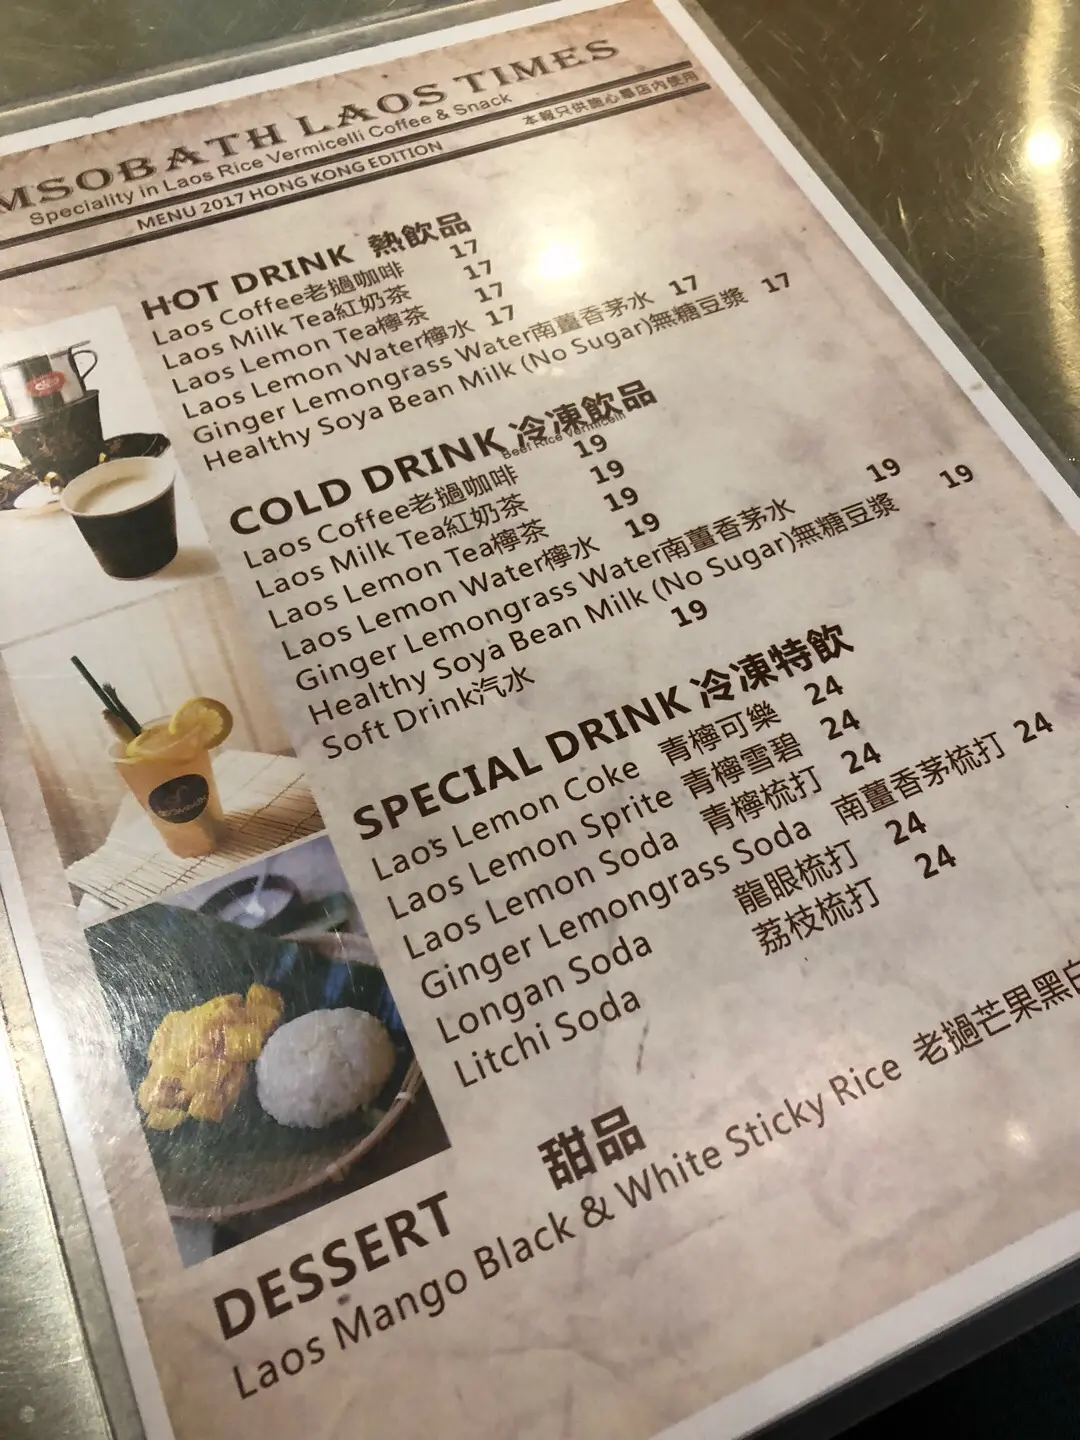 MSOBATH LAOS TIMES
Speciality in Laos Rice Vermicelli Coffee & Snack
MENU 2017 HONG KONG EDITION
本報只供施心專店內使用
HOT DRINK 熱飲品
Laos Coffee老撾咖啡 17
Laos Milk Tea紅奶茶 17
Laos Lemon Tea檸茶 17
Laos Lemon Water檸水 17
Ginger Lemongrass Water南薑香茅水 17
Healthy Soya Bean Milk (No Sugar)無糖豆漿 17
COLD DRINK 冷凍飲品
Beef Rice Vermicelli
Laos Coffee老撾咖啡 19
Laos Milk Tea紅奶茶 19
Laos Lemon Tea檸茶 19
Laos Lemon Water檸水 19
Ginger Lemongrass Water南薑香茅水 19
Healthy Soya Bean Milk (No Sugar)無糖豆漿 19
Soft Drink汽水 19
SPECIAL DRINK 冷凍特飲
Laos Lemon Coke 青檸可樂 24
Laos Lemon Sprite 青檸雪碧 24
Laos Lemon Soda 青檸梳打 24
Ginger Lemongrass Soda 南薑香茅梳打 24
Longan Soda 龍眼梳打 24
Litchi Soda 荔枝梳打 24
DESSERT 甜品
Laos Mango Black & White Sticky Rice 老撾芒果黑白